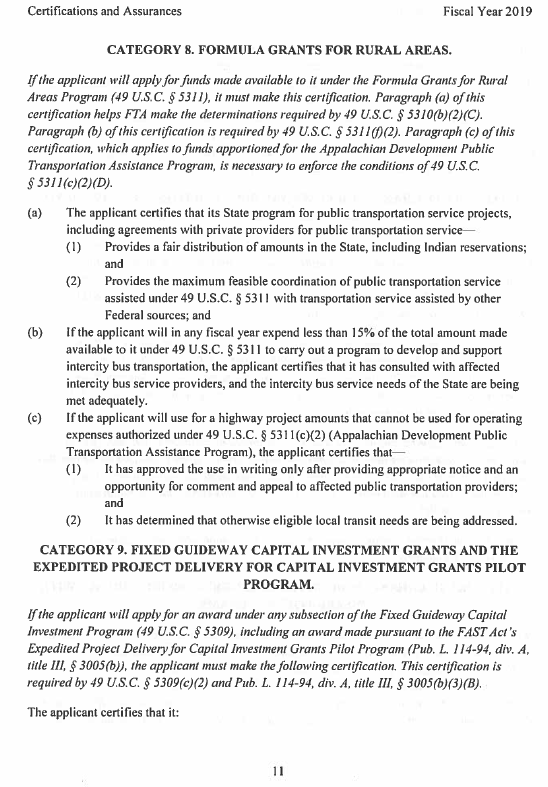 Certifications and Assurances Fiscal Year 2019
CATEGORY 8. FORMULA GRANTS FOR RURAL AREAS.
If the applicant will apply for funds made available to it under the Formula Grants for Rural
Areas Program (49 U.S.C. § 5311), it must make this certification. Paragraph (a) of this
certification helps FTA make the determinations required by 49 U.S.C. § 5310(b)(2)(C).
Paragraph (b) of this certification is required by 49 U.S.C. § 5311(f)(2). Paragraph (c) of this
certification, which applies to funds apportioned for the Appalachian Development Public
Transportation Assistance Program, is necessary to enforce the conditions of 49 U.S.C.
§ 5311(c)(2)(D).
(a) The applicant certifies that its State program for public transportation service projects,
including agreements with private providers for public transportation service—
(1) Provides a fair distribution of amounts in the State, including Indian reservations;
and
(2) Provides the maximum feasible coordination of public transportation service
assisted under 49 U.S.C. § 5311 with transportation service assisted by other
Federal sources; and
(b) If the applicant will in any fiscal year expend less than 15% of the total amount made
available to it under 49 U.S.C. § 5311 to carry out a program to develop and support
intercity bus transportation, the applicant certifies that it has consulted with affected
intercity bus service providers, and the intercity bus service needs of the State are being
met adequately.
(c) If the applicant will use for a highway project amounts that cannot be used for operating
expenses authorized under 49 U.S.C. § 5311(c)(2) (Appalachian Development Public
Transportation Assistance Program), the applicant certifies that—
(1) It has approved the use in writing only after providing appropriate notice and an
opportunity for comment and appeal to affected public transportation providers;
and
(2) It has determined that otherwise eligible local transit needs are being addressed.
CATEGORY 9. FIXED GUIDEWAY CAPITAL INVESTMENT GRANTS AND THE
EXPEDITED PROJECT DELIVERY FOR CAPITAL INVESTMENT GRANTS PILOT
PROGRAM.
If the applicant will apply for an award under any subsection of the Fixed Guideway Capital
Investment Program (49 U.S.C. § 5309), including an award made pursuant to the FAST Act's
Expedited Project Delivery for Capital Investment Grants Pilot Program (Pub. L. 114-94, div. A,
title III, § 3005(b)), the applicant must make the following certification. This certification is
required by 49 U.S.C. § 5309(c)(2) and Pub. L. 114-94, div. A, title III, § 3005(b)(3)(B).
The applicant certifies that it:
11